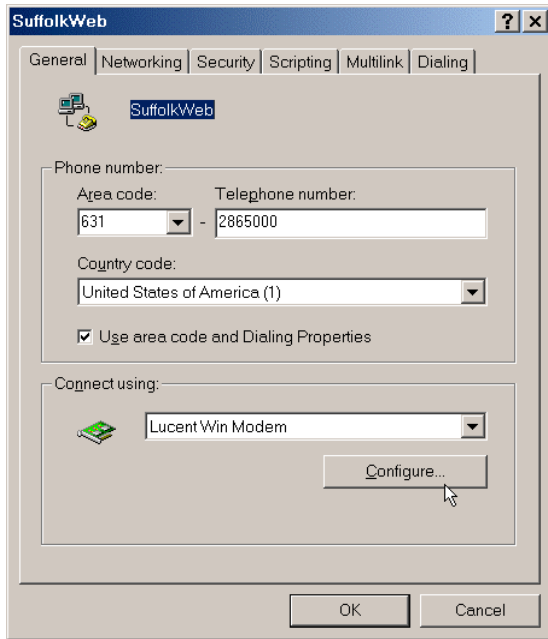 SuffolkWeb
General Networking Security Scripting Multilink Dialing
SuffolkWeb
Phone number:
Area code: Telephone number:
631 - 2865000
Country code:
United States of America (1)
Use area code and Dialing Properties
Connect using:
Lucent Win Modem
Configure...
OK Cancel